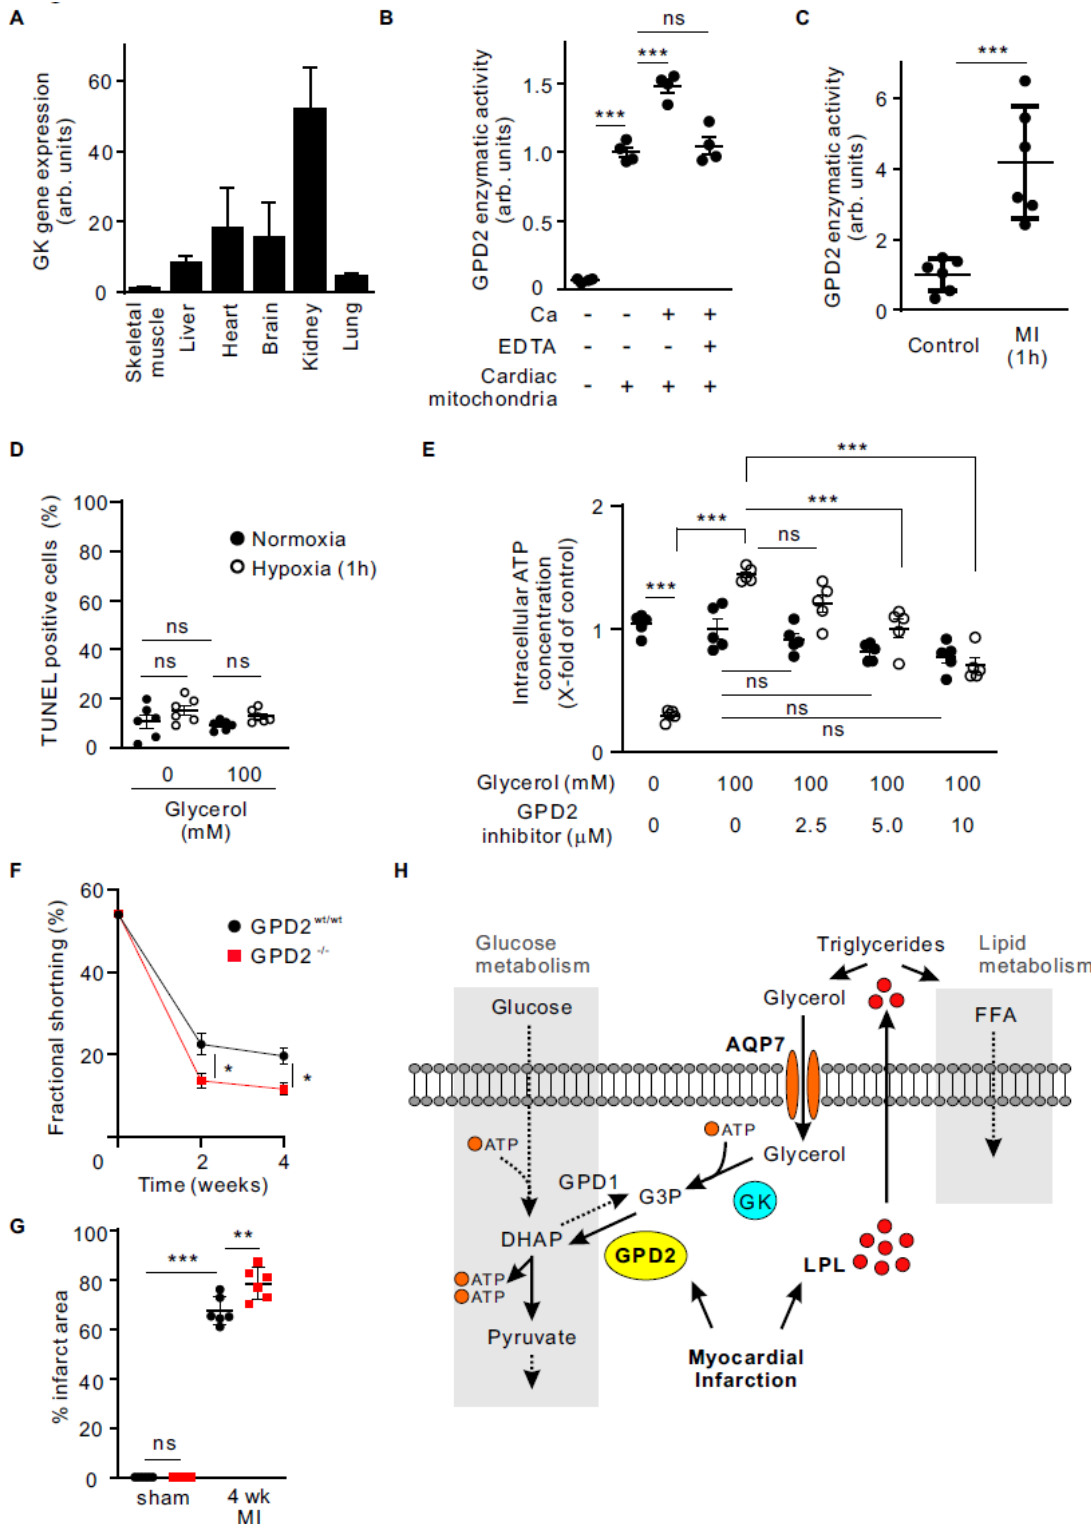 A
GK gene expression
(arb. units)
60
40
20
0
Skeletal
muscle
Liver
Heart
Brain
Kidney
Lung
B
GPD2 enzymatic activity
(arb. units)
1.5
1.0
0.5
0
ns
***
***
Ca - - + +
EDTA - - - +
Cardiac
mitochondria - + + +
C
GPD2 enzymatic activity
(arb. units)
6
4
2
0
***
Control
MI
(1h)
D
TUNEL positive cells (%)
100
80
60
40
20
0
Normoxia
Hypoxia (1h)
ns
ns ns
0 100
Glycerol
(mM)
E
Intracellular ATP
concentration
(X-fold of control)
2
1
0
***
***
***
ns
***
ns
ns
ns
Glycerol (mM) 0 100 100 100 100
GPD2
inhibitor (μM) 0 0 2.5 5.0 10
F
Fractional shortning (%)
60
40
20
0
2 4
Time (weeks)
GPD2 wt/wt
GPD2 -/-
*
*
G
% infarct area
100
80
60
40
20
0
***
**
ns
sham
4 wk
MI
H
Glucose
metabolism
Glucose
Triglycerides
Lipid
metabolism
Glycerol
FFA
AQP7
ATP
ATP
Glycerol
GPD1
G3P
GK
DHAP
GPD2
LPL
ATP
ATP
Pyruvate
Myocardial
Infarction